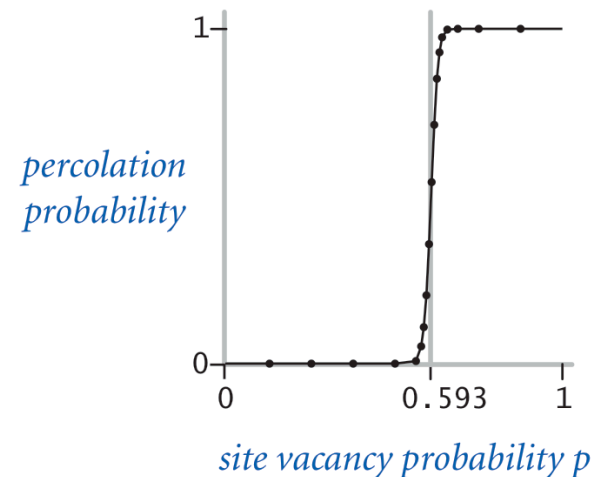 1
percolation
probability
0
0 0.593 1
site vacancy probability p